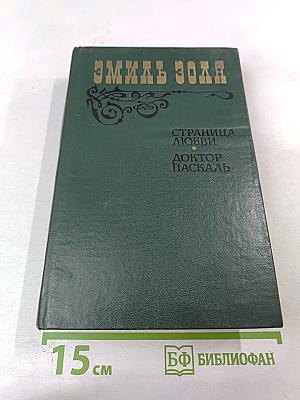 ЭМИЛЬ ЗОЛЯ
СТРАНИЦА
ЛЮБВИ
ДОКТОР
ПАСКАЛЬ
15 см
БФ БИБЛИОФАН